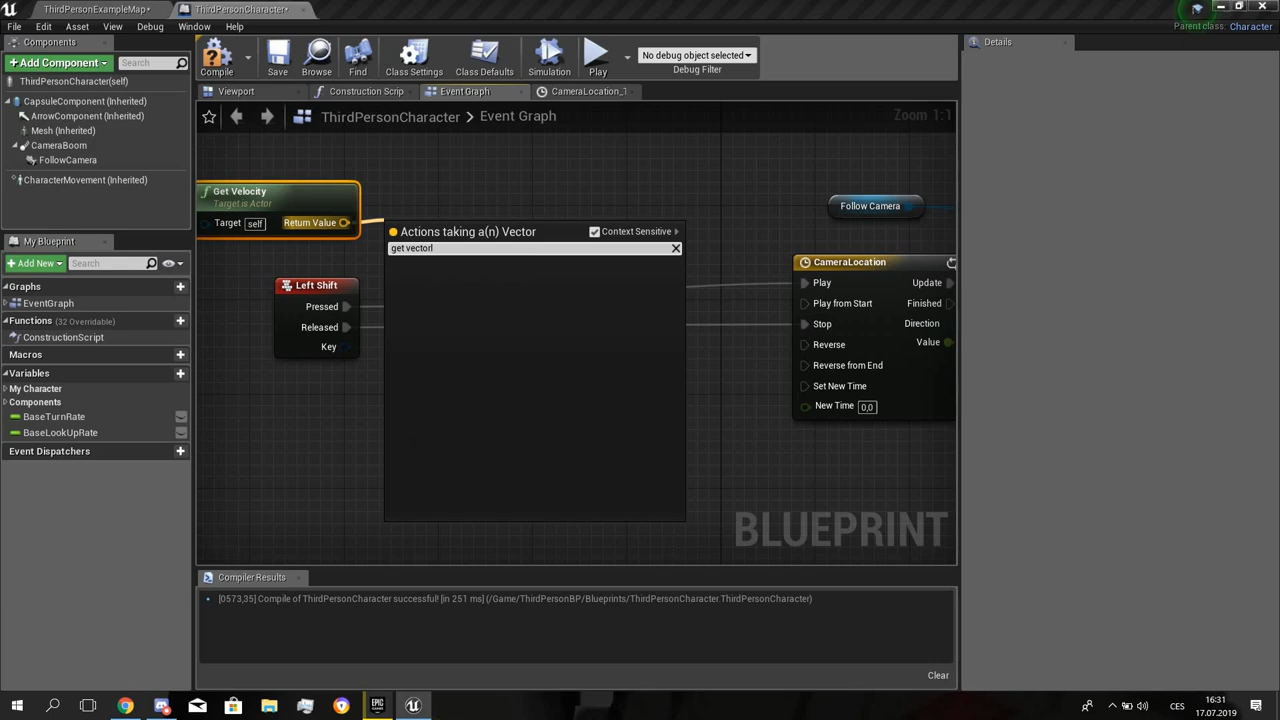 ThirdPersonExampleMap*
ThirdPersonCharacter*
File Edit Asset View Debug Window Help
Parent class: Character
Components
+Add Component
Search
ThirdPersonCharacter(self)
CapsuleComponent (Inherited)
ArrowComponent (Inherited)
Mesh (Inherited)
CameraBoom
FollowCamera
CharacterMovement (Inherited)
My Blueprint
+Add New
Search
Graphs
EventGraph
Functions (32 Overridable)
ConstructionScript
Macros
Variables
My Character
Components
BaseTurnRate
BaseLookUpRate
Event Dispatchers
Compile
Save
Browse
Find
Class Settings
Class Defaults
Simulation
Play
No debug object selected
Debug Filter
Viewport
Construction Scrip
Event Graph
CameraLocation_T
ThirdPersonCharacter > Event Graph
Zoom 1:1
Get Velocity
Target is Actor
Target self
Return Value
Left Shift
Pressed
Released
Key
Actions taking a(n) Vector
Context Sensitive
get vectorl
Follow Camera
CameraLocation
Play
Play from Start
Stop
Reverse
Reverse from End
Set New Time
New Time 0,0
Update
Finished
Direction
Value
BLUEPRINT
Compiler Results
[0573,35] Compile of ThirdPersonCharacter successful! [in 251 ms] (/Game/ThirdPersonBP/Blueprints/ThirdPersonCharacter.ThirdPersonCharacter)
Clear
Details
EPIC GAMES
CES
16:31
17.07.2019